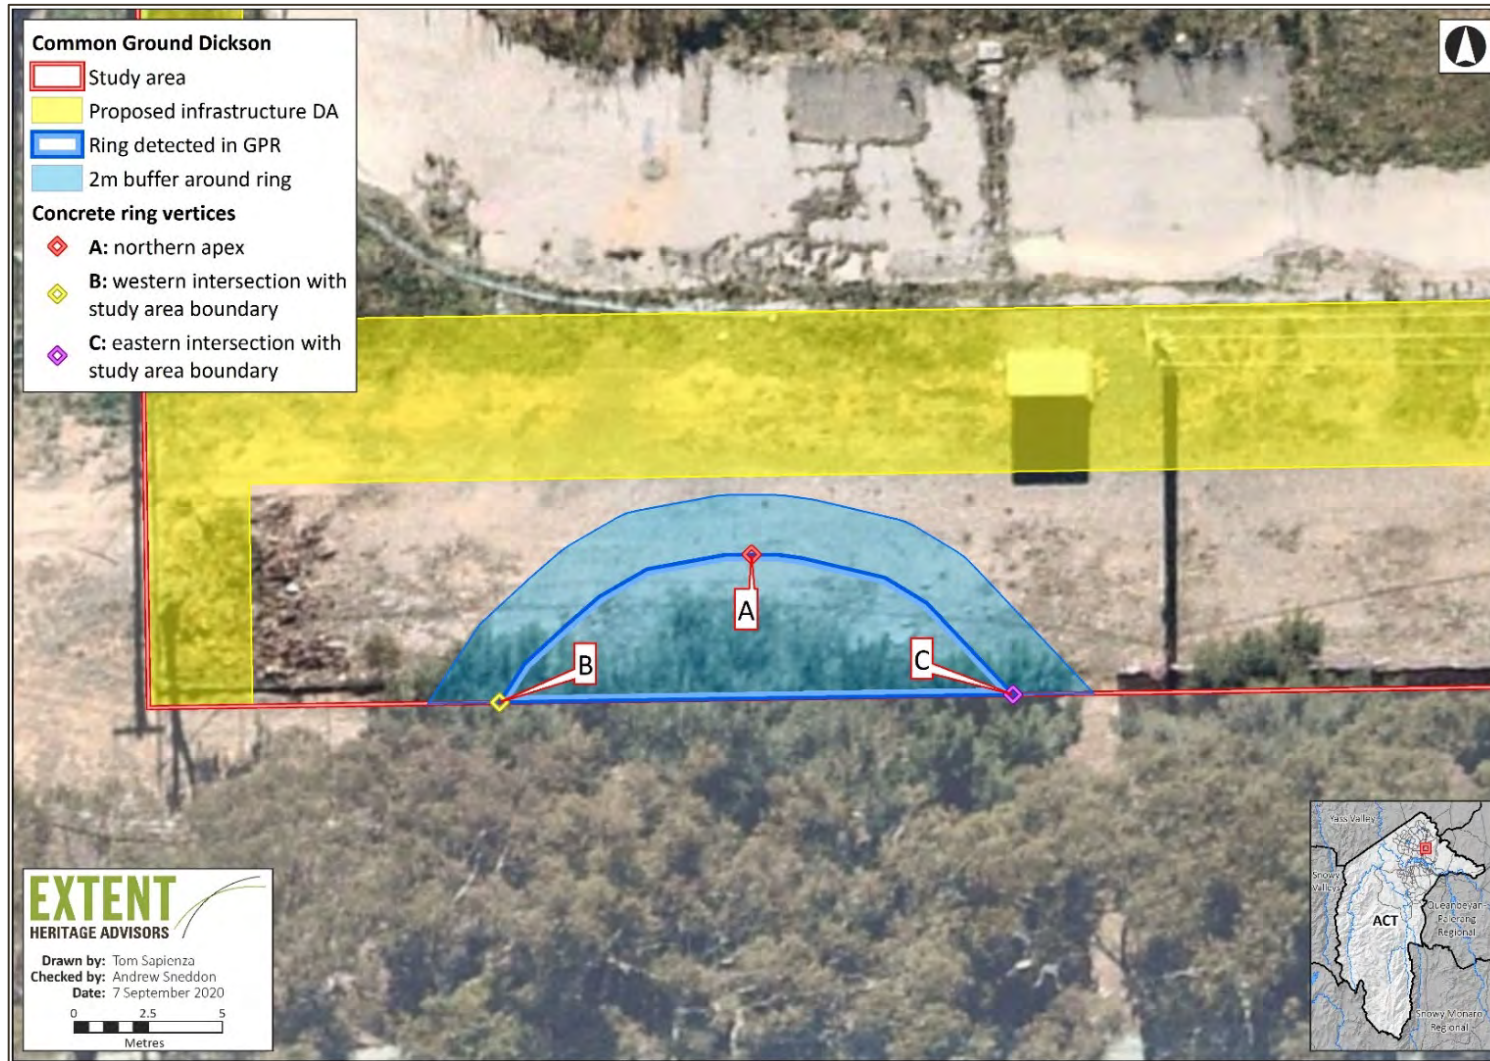 Common Ground Dickson
Study area
Proposed infrastructure DA
Ring detected in GPR
2m buffer around ring
Concrete ring vertices
A: northern apex
B: western intersection with
study area boundary
C: eastern intersection with
study area boundary
A
B
C
EXTENT
HERITAGE ADVISORS
Drawn by: Tom Sapienza
Checked by: Andrew Sneddon
Date: 7 September 2020
0 2.5 5
Metres
Yass Valley
Snowy
Valleys
ACT
Queanbeyan-
Palerang
Regional
Snowy Monaro
Regional